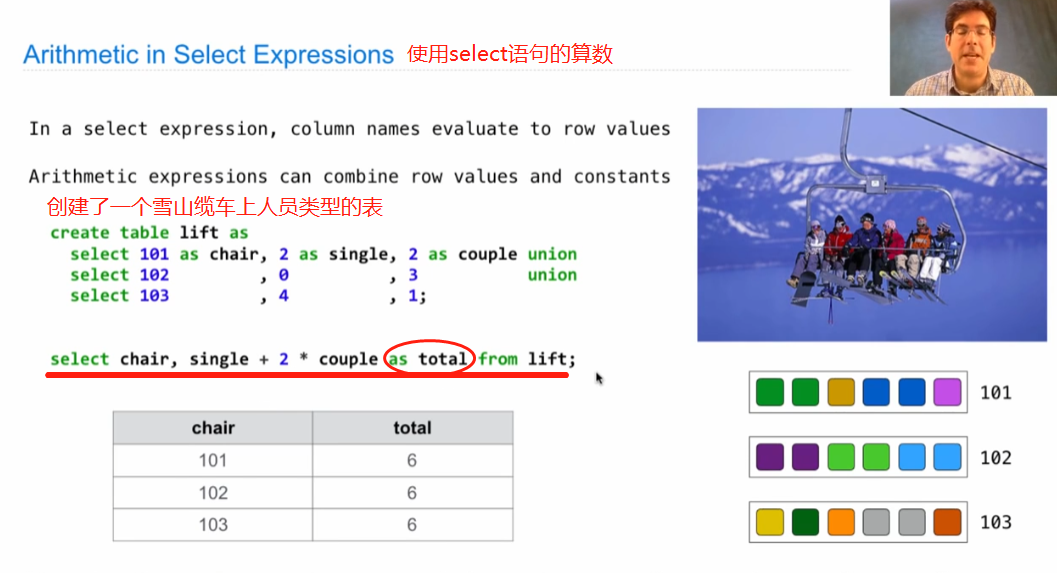 Arithmetic in Select Expressions 使用select语句的算数
In a select expression, column names evaluate to row values
Arithmetic expressions can combine row values and constants
创建了一个雪山缆车上人员类型的表
create table lift as
select 101 as chair, 2 as single, 2 as couple union
select 102 , 0 , 3 union
select 103 , 4 , 1;
select chair, single + 2 * couple as total from lift;
chair total
101 6
102 6
103 6
101
102
103